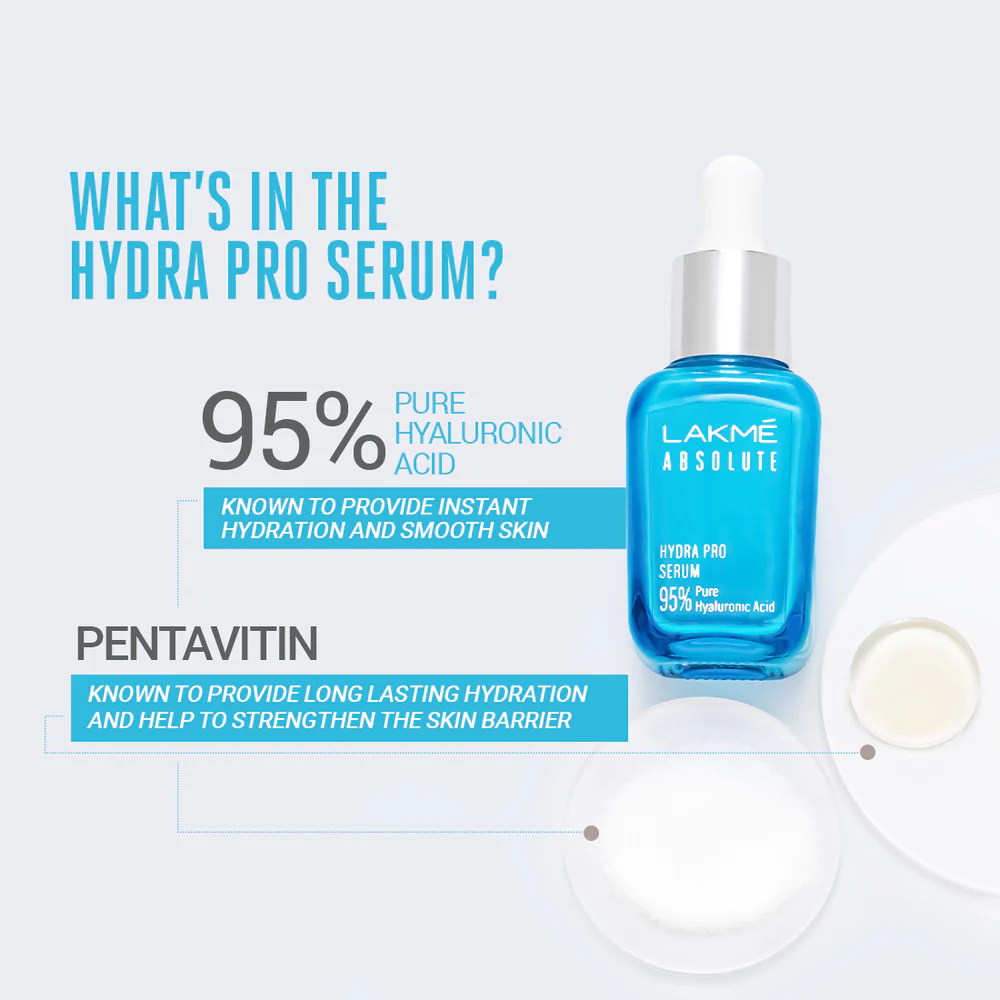 WHAT'S IN THE
HYDRA PRO SERUM?
95% PURE
HYALURONIC
ACID
KNOWN TO PROVIDE INSTANT
HYDRATION AND SMOOTH SKIN
PENTAVITIN
KNOWN TO PROVIDE LONG LASTING HYDRATION
AND HELP TO STRENGTHEN THE SKIN BARRIER
LAKMÉ
ABSOLUTE
HYDRA PRO
SERUM
95% Pure
Hyaluronic Acid